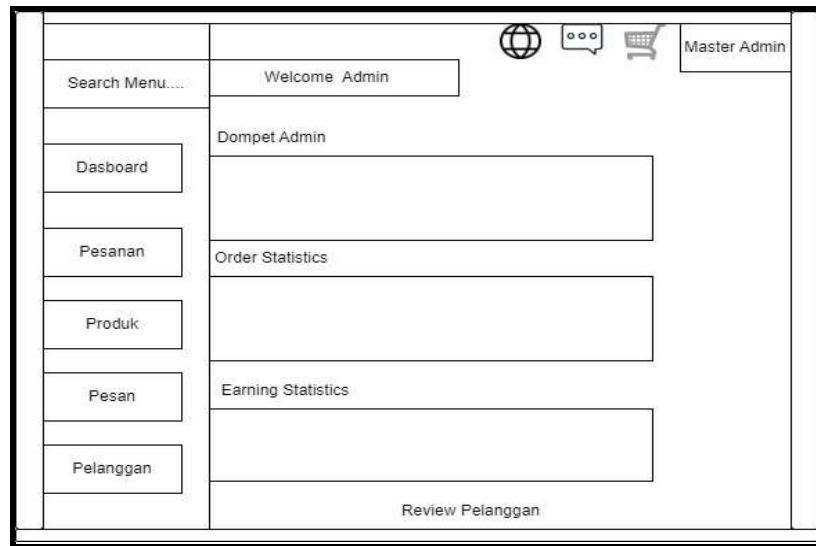 Master Admin
Search Menu....
Welcome Admin
Dompet Admin
Dasboard
Pesanan
Order Statistics
Produk
Pesan
Earning Statistics
Pelanggan
Review Pelanggan